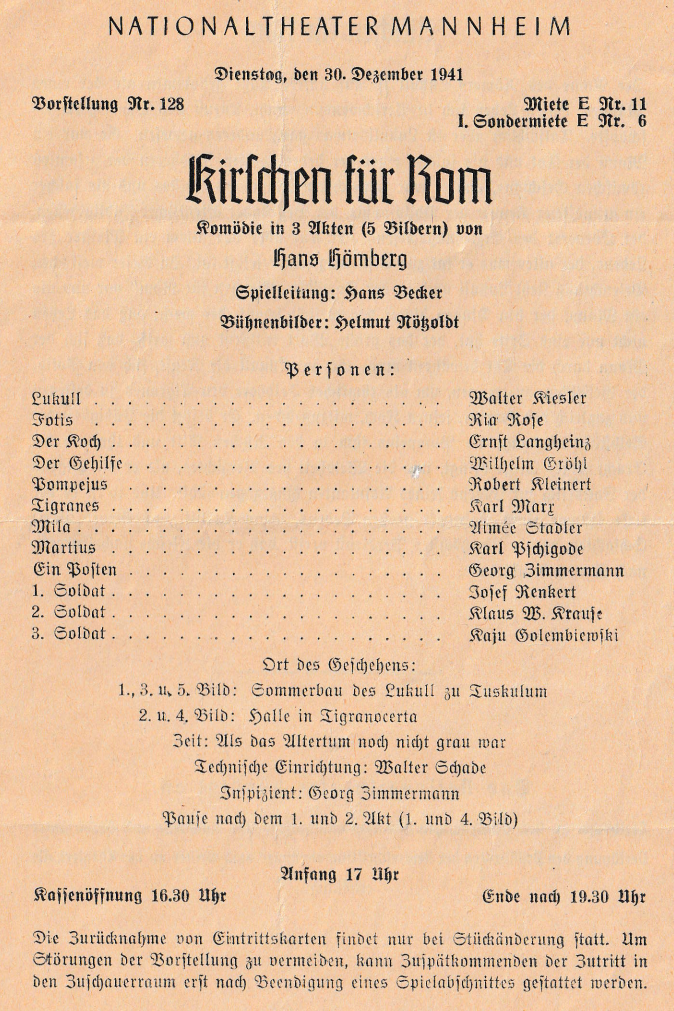 NATIONALTHEATER MANNHEIM
Dienstag, den 30. Dezember 1941
Vorstellung Nr. 128 Miete E Nr. 11
I. Sondermiete E Nr. 6
Kirschen für Rom
Komödie in 3 Akten (5 Bildern) von
Hans Hömberg
Spielleitung: Hans Becker
Bühnenbilder: Helmut Nötzoldt
Personen:
Lukull . . . . . . . . . . . . . . . . . . . . Walter Kiesler
Fotis . . . . . . . . . . . . . . . . . . . . Ria Rose
Der Koch . . . . . . . . . . . . . . . . . . . Ernst Langheinz
Der Gehilfe . . . . . . . . . . . . . . . . . . Wilhelm Gröhl
Pompejus . . . . . . . . . . . . . . . . . . . Robert Kleinert
Tigranes . . . . . . . . . . . . . . . . . . . Karl Marx
Mila . . . . . . . . . . . . . . . . . . . . . Aimée Stadler
Martius . . . . . . . . . . . . . . . . . . . Karl Pschigode
Ein Posten . . . . . . . . . . . . . . . . . . Georg Zimmermann
1. Soldat . . . . . . . . . . . . . . . . . . . Josef Renkert
2. Soldat . . . . . . . . . . . . . . . . . . . Klaus W. Krause
3. Soldat . . . . . . . . . . . . . . . . . . . Kaju Golembiewski
Ort des Geschehens:
1., 3. u. 5. Bild: Sommerbau des Lukull zu Tuskulum
2. u. 4. Bild: Halle in Tigranocerta
Zeit: Als das Altertum noch nicht grau war
Technische Einrichtung: Walter Schade
Inspizient: Georg Zimmermann
Pause nach dem 1. und 2. Akt (1. und 4. Bild)
Anfang 17 Uhr
Kassenöffnung 16.30 Uhr Ende nach 19.30 Uhr
Die Zurücknahme von Eintrittskarten findet nur bei Stückänderung statt. Um
Störungen der Vorstellung zu vermeiden, kann Zuspätkommenden der Zutritt in
den Zuschauerraum erst nach Beendigung eines Spielabschnittes gestattet werden.